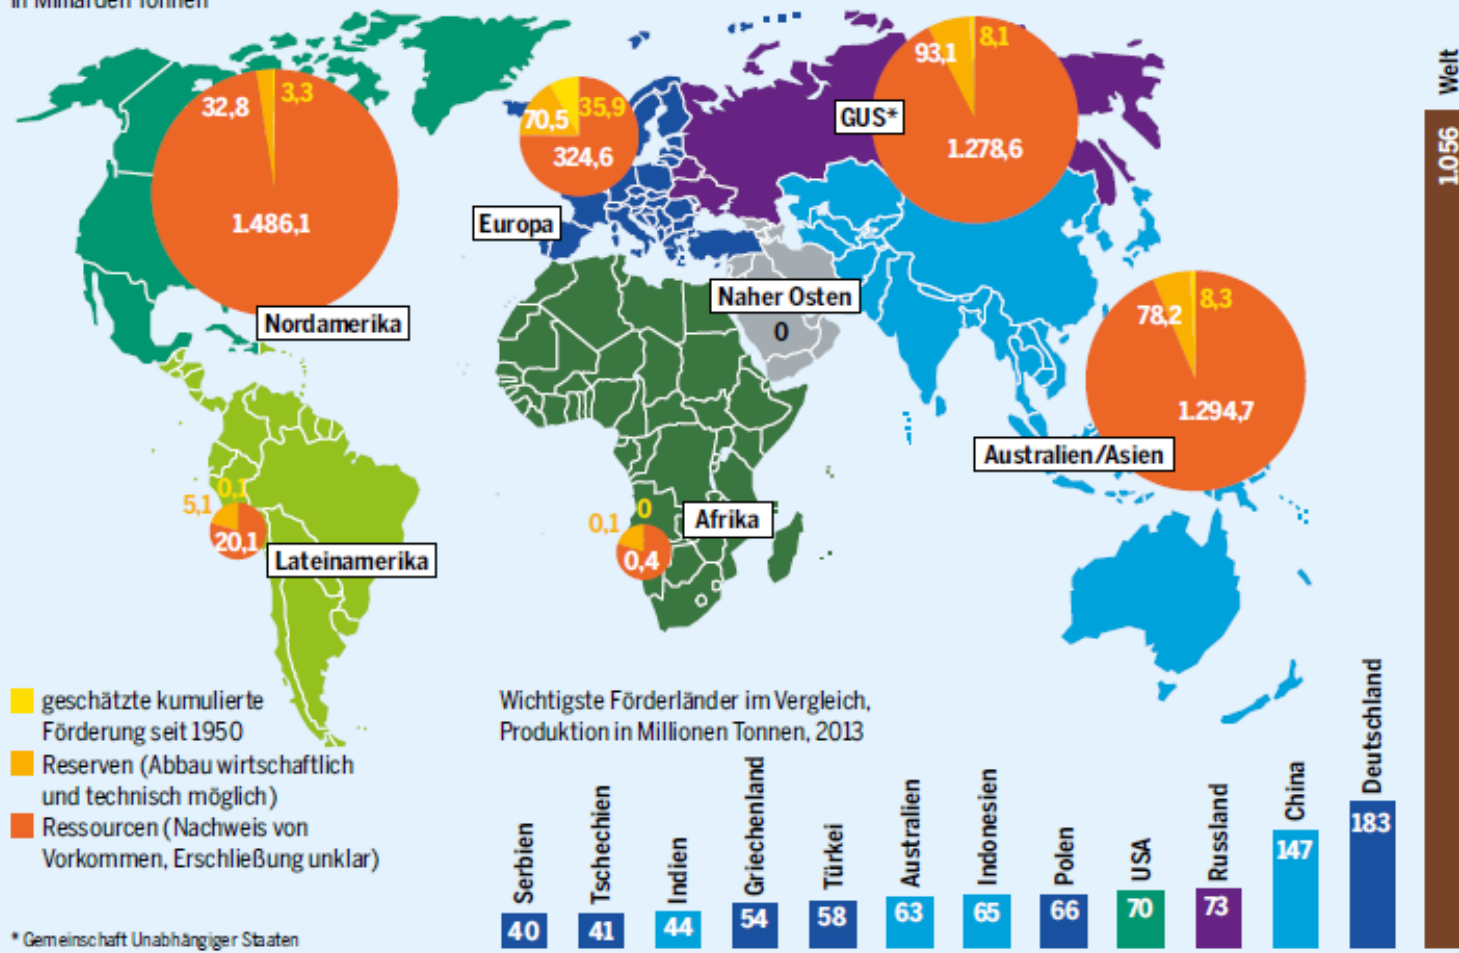 in Milliarden Tonnen
32,8
3,3
1.486,1
Nordamerika
70,5
35,9
324,6
Europa
93,1
8,1
GUS*
1.278,6
Naher Osten
0
78,2
8,3
1.294,7
Australien/Asien
0,1
5,1
20,1
Lateinamerika
0
0,1
0,4
Afrika
geschätzte kumulierte
Förderung seit 1950
Reserven (Abbau wirtschaftlich
und technisch möglich)
Ressourcen (Nachweis von
Vorkommen, Erschließung unklar)
* Gemeinschaft Unabhängiger Staaten
Wichtigste Förderländer im Vergleich,
Produktion in Millionen Tonnen, 2013
Serbien
40
Tschechien
41
Indien
44
Griechenland
54
Türkei
58
Australien
63
Indonesien
65
Polen
66
USA
70
Russland
73
China
147
Deutschland
183
Welt
1.056